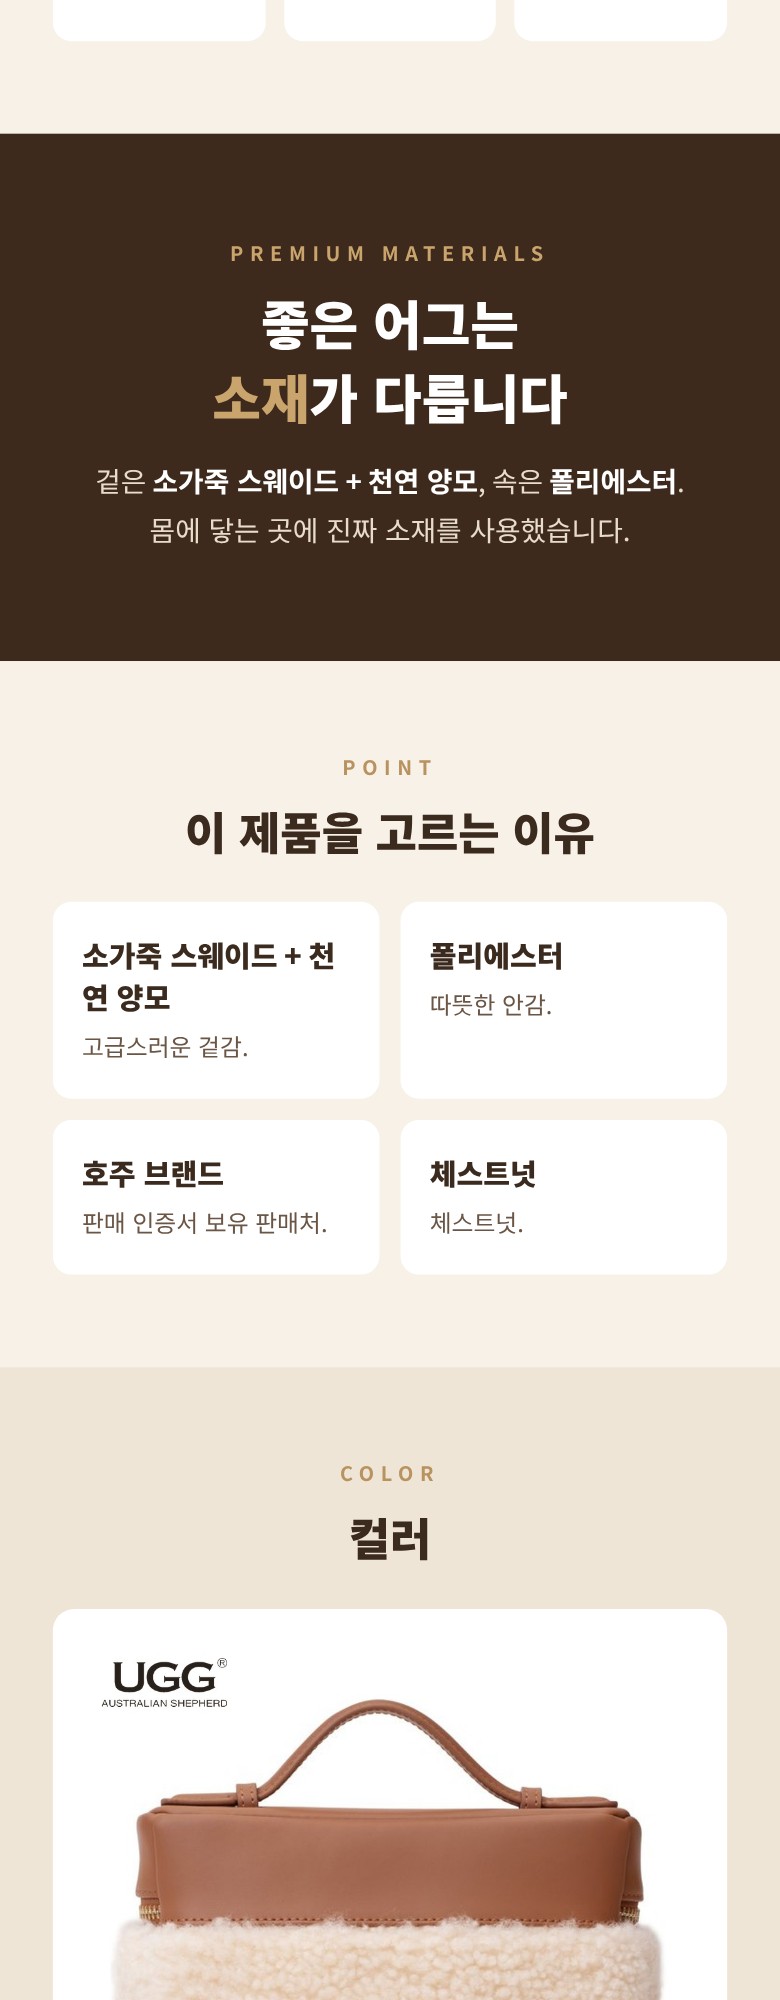 PREMIUM MATERIALS
좋은 어그는
소재가 다릅니다
겉은 소가죽 스웨이드 + 천연 양모, 속은 폴리에스터.
몸에 닿는 곳에 진짜 소재를 사용했습니다.
POINT
이 제품을 고르는 이유
소가죽 스웨이드 + 천
연 양모
고급스러운 겉감.
폴리에스터
따뜻한 안감.
호주 브랜드
판매 인증서 보유 판매처.
체스트넛
체스트넛.
COLOR
컬러
UGG®
AUSTRALIAN SHEPHERD